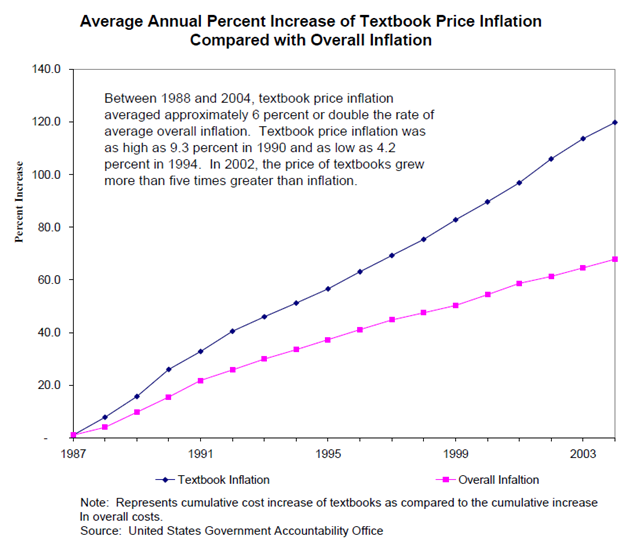 Average Annual Percent Increase of Textbook Price Inflation
Compared with Overall Inflation
140.0
120.0
100.0
80.0
60.0
40.0
20.0
-
Percent Increase
Between 1988 and 2004, textbook price inflation
averaged approximately 6 percent or double the rate of
average overall inflation. Textbook price inflation was
as high as 9.3 percent in 1990 and as low as 4.2
percent in 1994. In 2002, the price of textbooks grew
more than five times greater than inflation.
1987
1991
1995
1999
2003
Textbook Inflation
Overall Infaltion
Note: Represents cumulative cost increase of textbooks as compared to the cumulative increase
In overall costs.
Source: United States Government Accountability Office